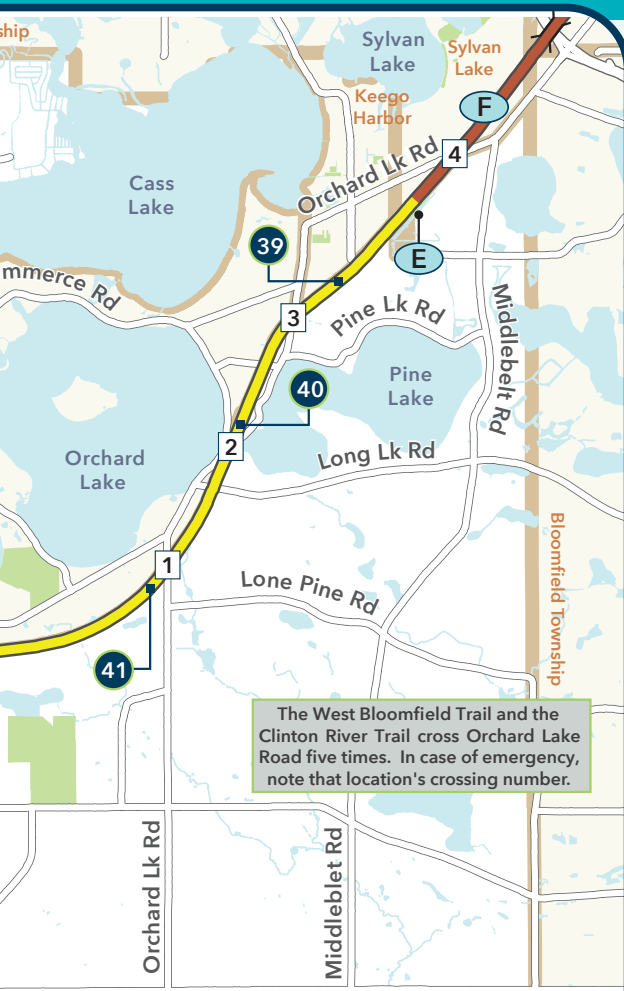 ship
Sylvan
Lake
Sylvan
Lake
Keego
Harbor
F
4
Orchard Lk Rd
Cass
Lake
39
E
mmerce Rd
3
Pine Lk Rd
Middlebelt Rd
40
Pine
Lake
2
Orchard
Lake
Long Lk Rd
Bloomfield Township
1
Lone Pine Rd
41
The West Bloomfield Trail and the
Clinton River Trail cross Orchard Lake
Road five times. In case of emergency,
note that location's crossing number.
Orchard Lk Rd
Middleblet Rd